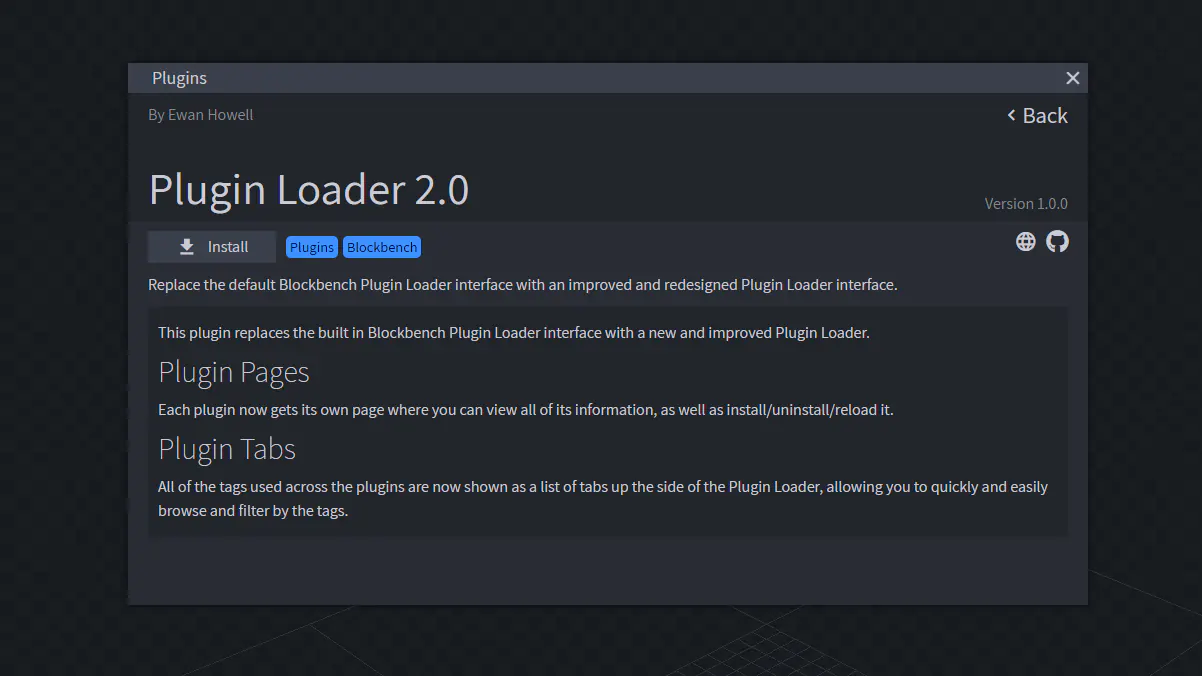 Plugins
By Ewan Howell
Back
Plugin Loader 2.0
Version 1.0.0
Install
Plugins
Blockbench
Replace the default Blockbench Plugin Loader interface with an improved and redesigned Plugin Loader interface.
This plugin replaces the built in Blockbench Plugin Loader interface with a new and improved Plugin Loader.
Plugin Pages
Each plugin now gets its own page where you can view all of its information, as well as install/uninstall/reload it.
Plugin Tabs
All of the tags used across the plugins are now shown as a list of tabs up the side of the Plugin Loader, allowing you to quickly and easily
browse and filter by the tags.